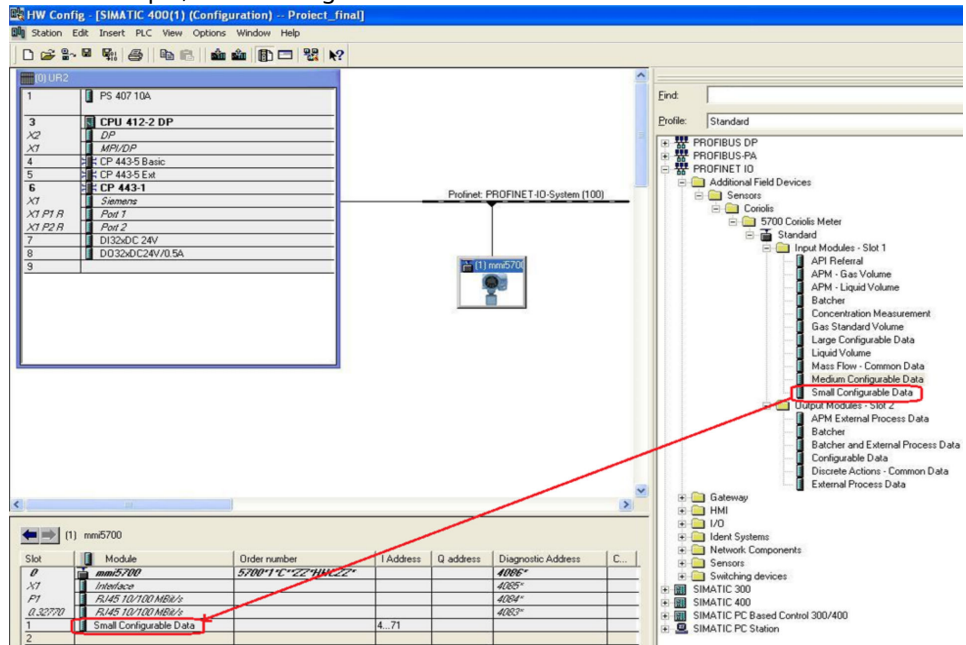 HW Config - [SIMATIC 400(1) (Configuration) -- Project_final]
Station Edit Insert PLC View Options Window Help
(0) UR2
1 PS 407 10A
3 CPU 412-2 DP
X2 DP
X1 MPI/DP
4 CP 443-5 Basic
5 CP 443-5 Ext
6 CP 443-1
X1 Siemens
X1 P1 R Port 1
X1 P2 R Port 2
7 DI32xDC 24V
8 DO32xDC24V/0.5A
9
Profinet: PROFINET-IO-System (100)
(1) mmi5700
Find:
Profile: Standard
PROFIBUS DP
PROFIBUS-PA
PROFINET IO
Additional Field Devices
Sensors
Coriolis
5700 Coriolis Meter
Standard
Input Modules - Slot 1
API Referral
APM - Gas Volume
APM - Liquid Volume
Batcher
Concentration Measurement
Gas Standard Volume
Large Configurable Data
Liquid Volume
Mass Flow - Common Data
Medium Configurable Data
Small Configurable Data
Output Modules - Slot 2
APM External Process Data
Batcher
Batcher and External Process Data
Configurable Data
Discrete Actions - Common Data
External Process Data
Gateway
HMI
I/O
Ident Systems
Network Components
Sensors
Switching devices
SIMATIC 300
SIMATIC 400
SIMATIC PC Based Control 300/400
SIMATIC PC Station
(1) mmi5700
Slot Module Order number I Address Q address Diagnostic Address C...
0 mmi5700 4086*
X1 Interface 4085*
P1 RJ45 10/100 MBit/s 4084*
0.32770 RJ45 10/100 MBit/s 4083*
1 Small Configurable Data 4...71
2